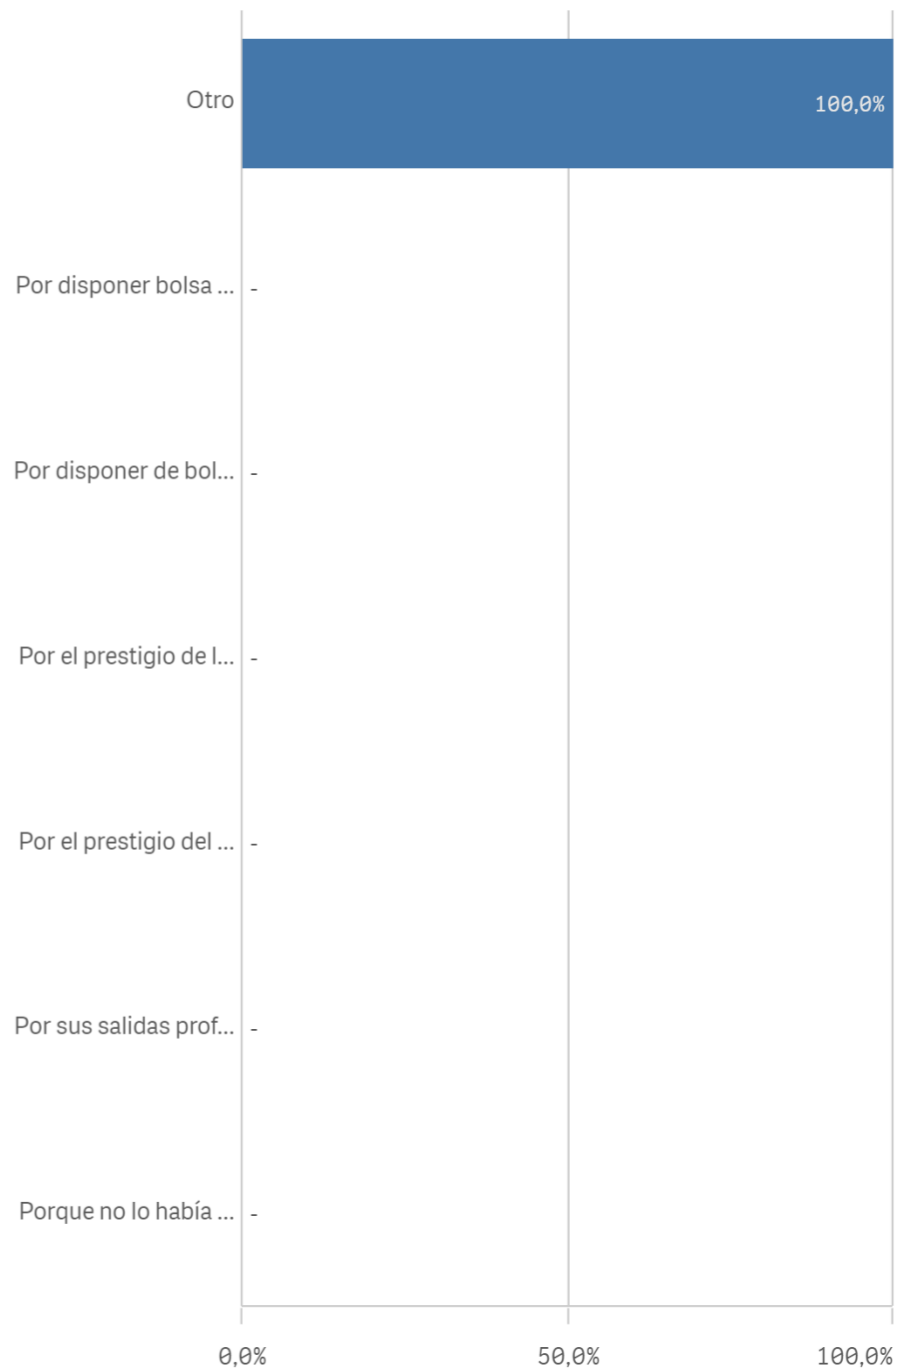 Otro
100,0%
Por disponer bolsa ... -
Por disponer de bol... -
Por el prestigio de l... -
Por el prestigio del ... -
Por sus salidas prof... -
Porque no lo había ... -
0,0% 50,0% 100,0%